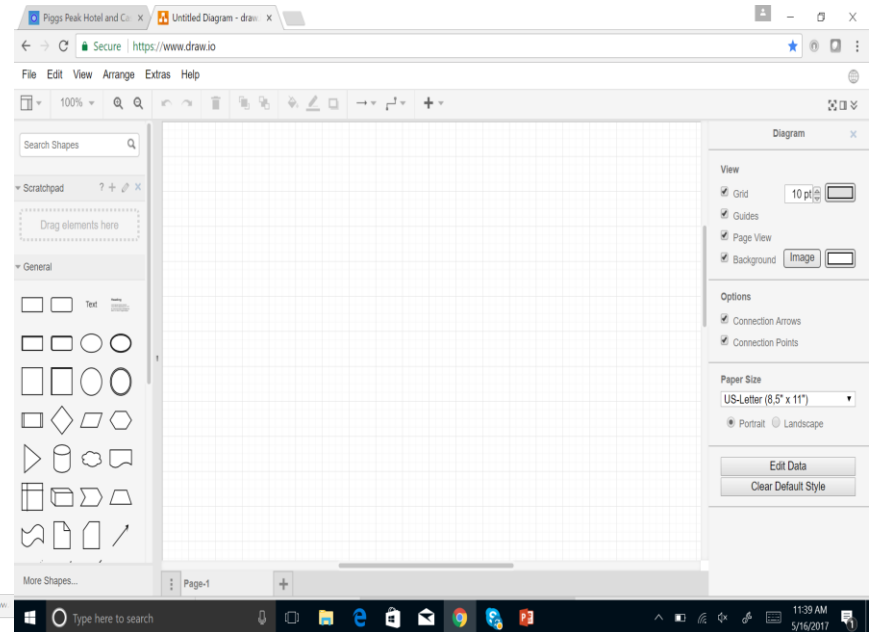 Piggs Peak Hotel and Ca
Untitled Diagram - draw.
Secure https://www.draw.io
File Edit View Arrange Extras Help
100%
Search Shapes
Diagram
View
Scratchpad
Grid 10 pt
Drag elements here
Guides
Page View
Background Image
General
Text
Options
Connection Arrows
Connection Points
1
Paper Size
US-Letter (8,5" x 11")
Portrait Landscape
Edit Data
Clear Default Style
More Shapes...
Page-1
Type here to search
11:39 AM
5/16/2017